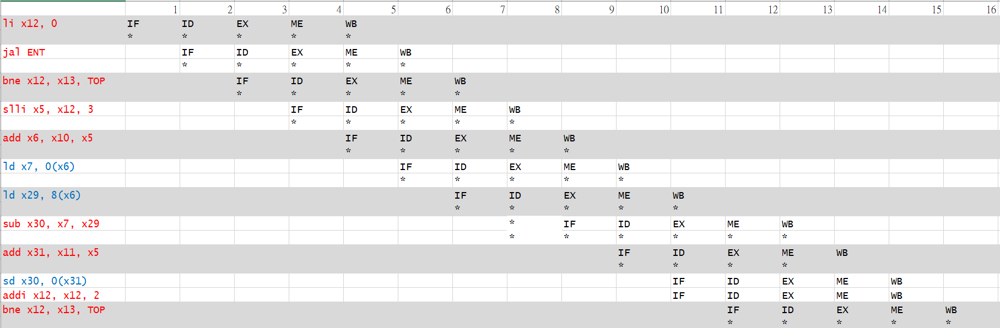 1 2 3 4 5 6 7 8 9 10 11 12 13 14 15 16
li x12, 0 IF ID EX ME WB
* * * * *
jal ENT IF ID EX ME WB
* * * * *
bne x12, x13, TOP IF ID EX ME WB
* * * * *
slli x5, x12, 3 IF ID EX ME WB
* * * * *
add x6, x10, x5 IF ID EX ME WB
* * * * *
ld x7, 0(x6) IF ID EX ME WB
* * * * *
ld x29, 8(x6) IF ID EX ME WB
* * * * *
sub x30, x7, x29 * IF ID EX ME WB
* * * * * *
add x31, x11, x5 IF ID EX ME WB
* * * *
sd x30, 0(x31) IF ID EX ME WB
addi x12, x12, 2 IF ID EX ME WB
bne x12, x13, TOP IF ID EX ME WB
* * * * *